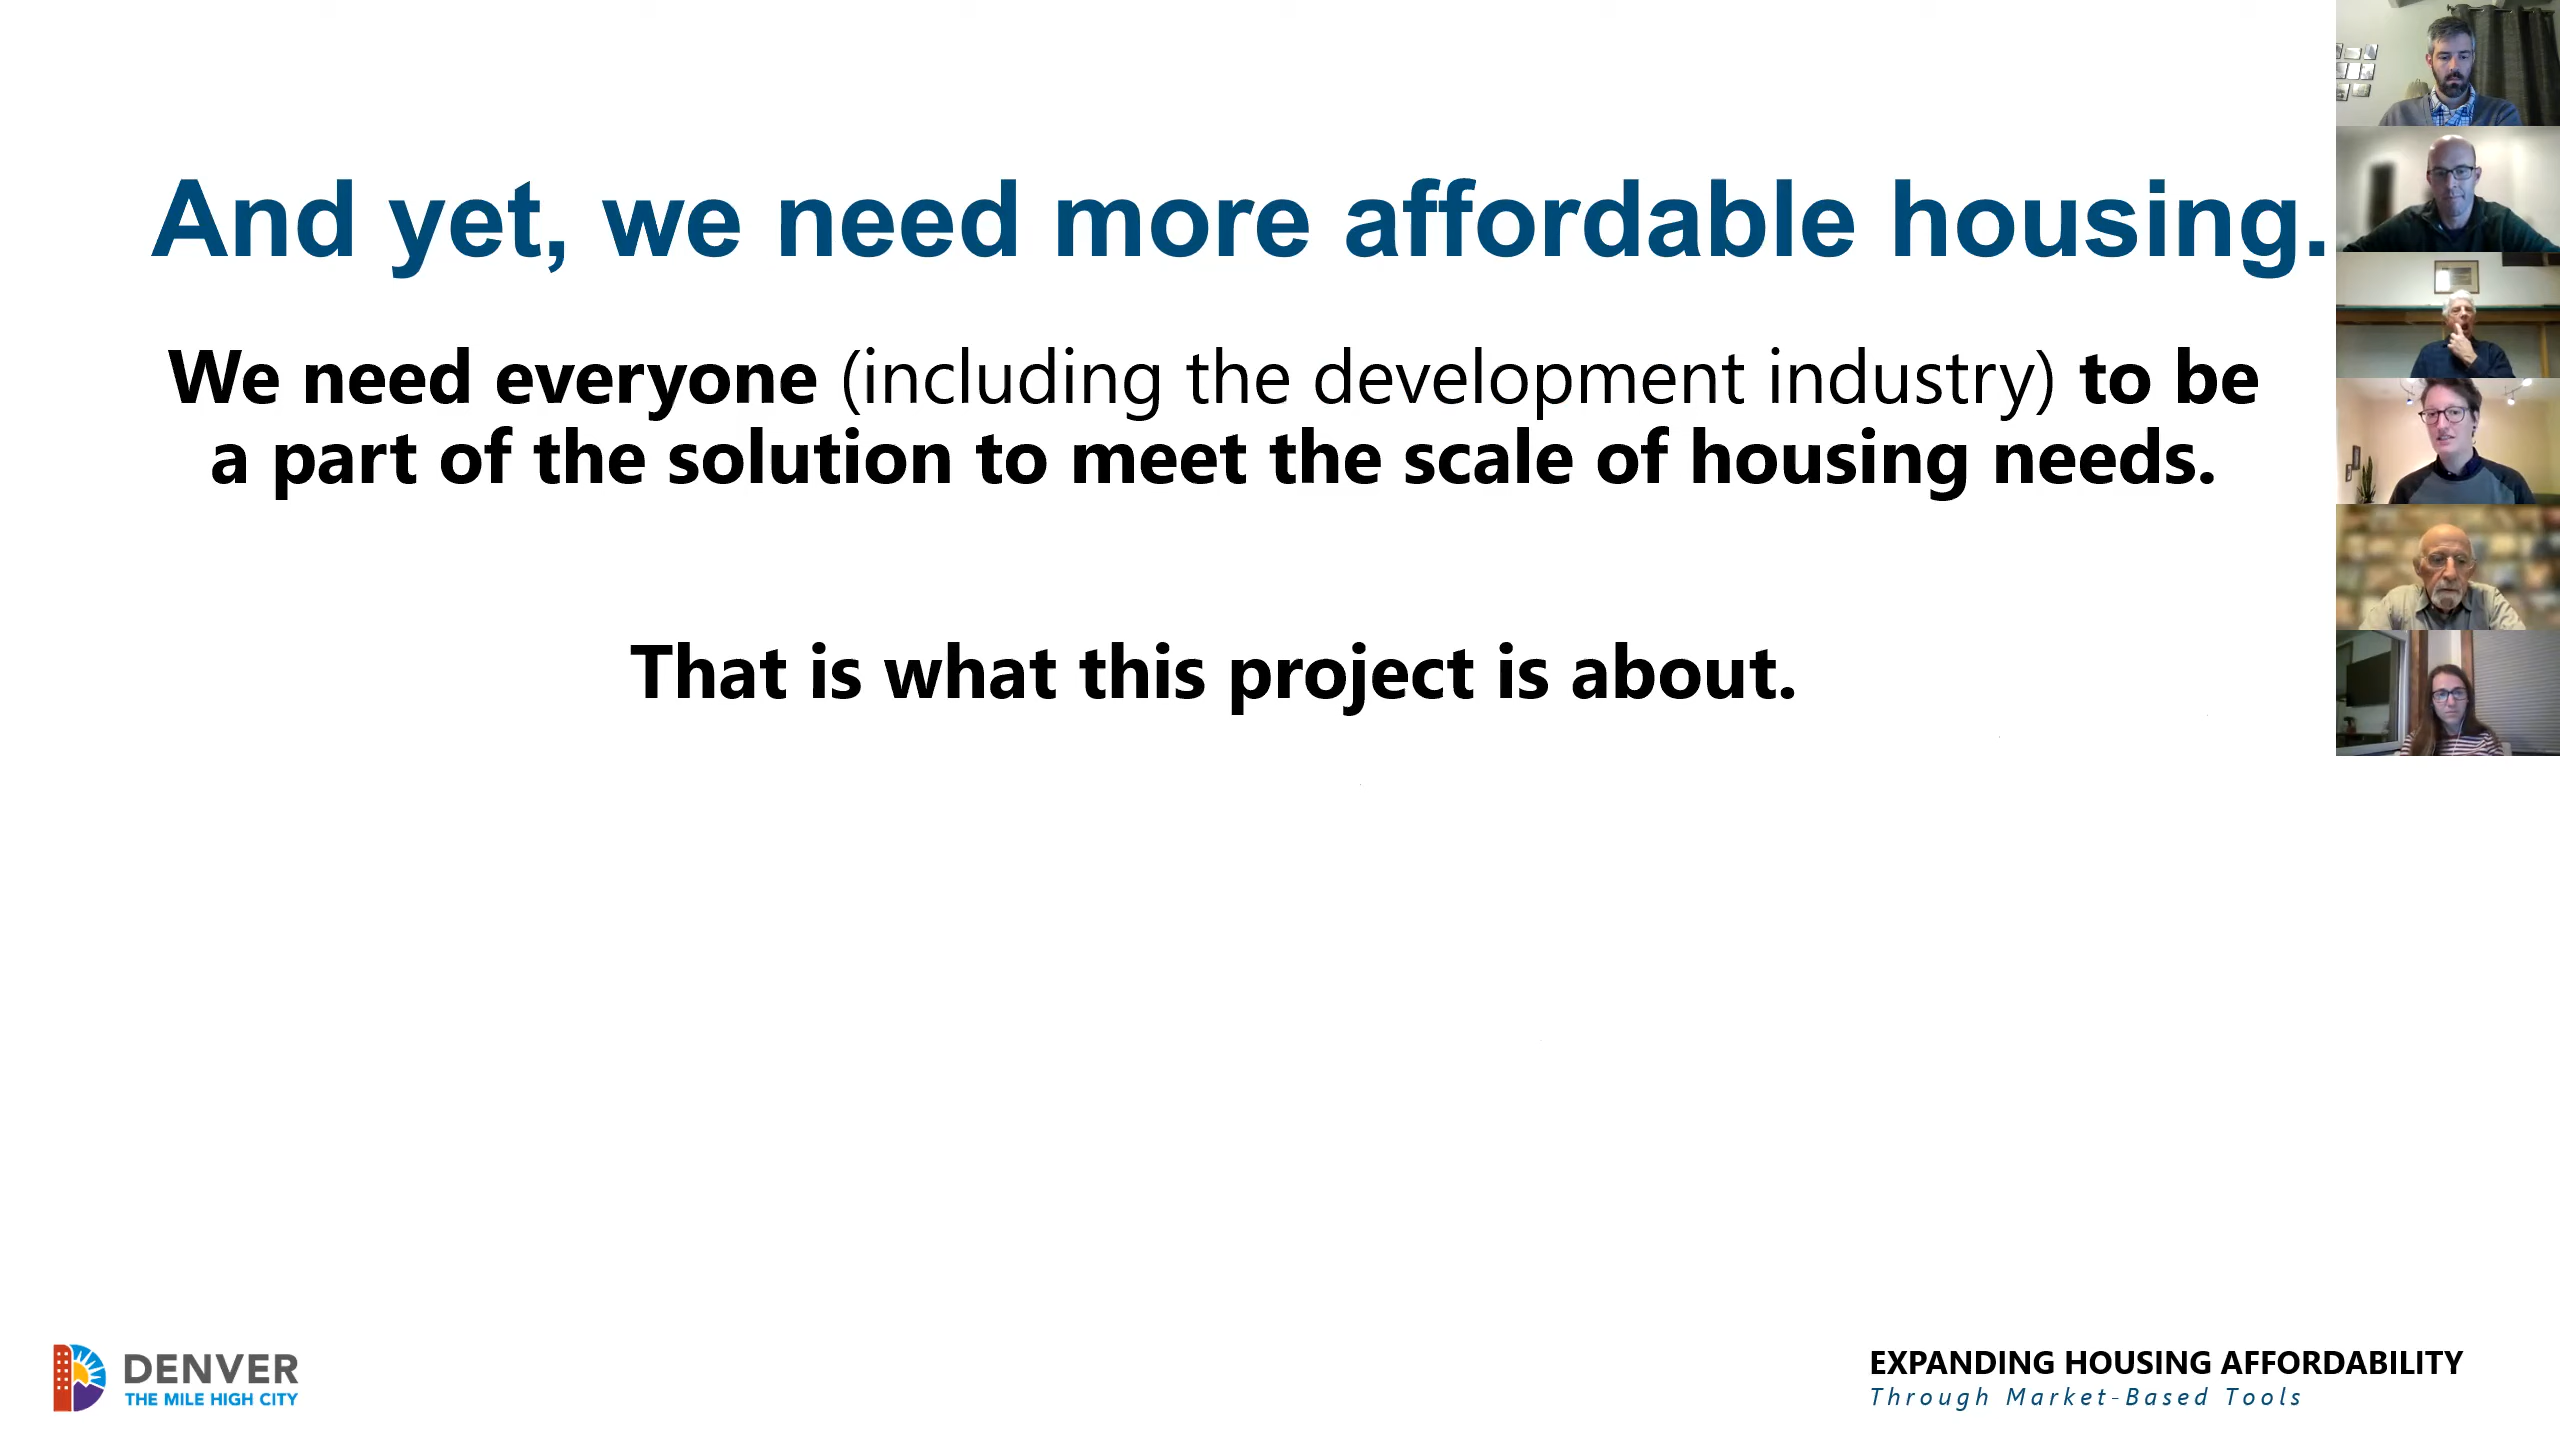 And yet, we need more affordable housing.
We need everyone (including the development industry) to be
a part of the solution to meet the scale of housing needs.
That is what this project is about.
DENVER
THE MILE HIGH CITY
EXPANDING HOUSING AFFORDABILITY
Through Market-Based Tools